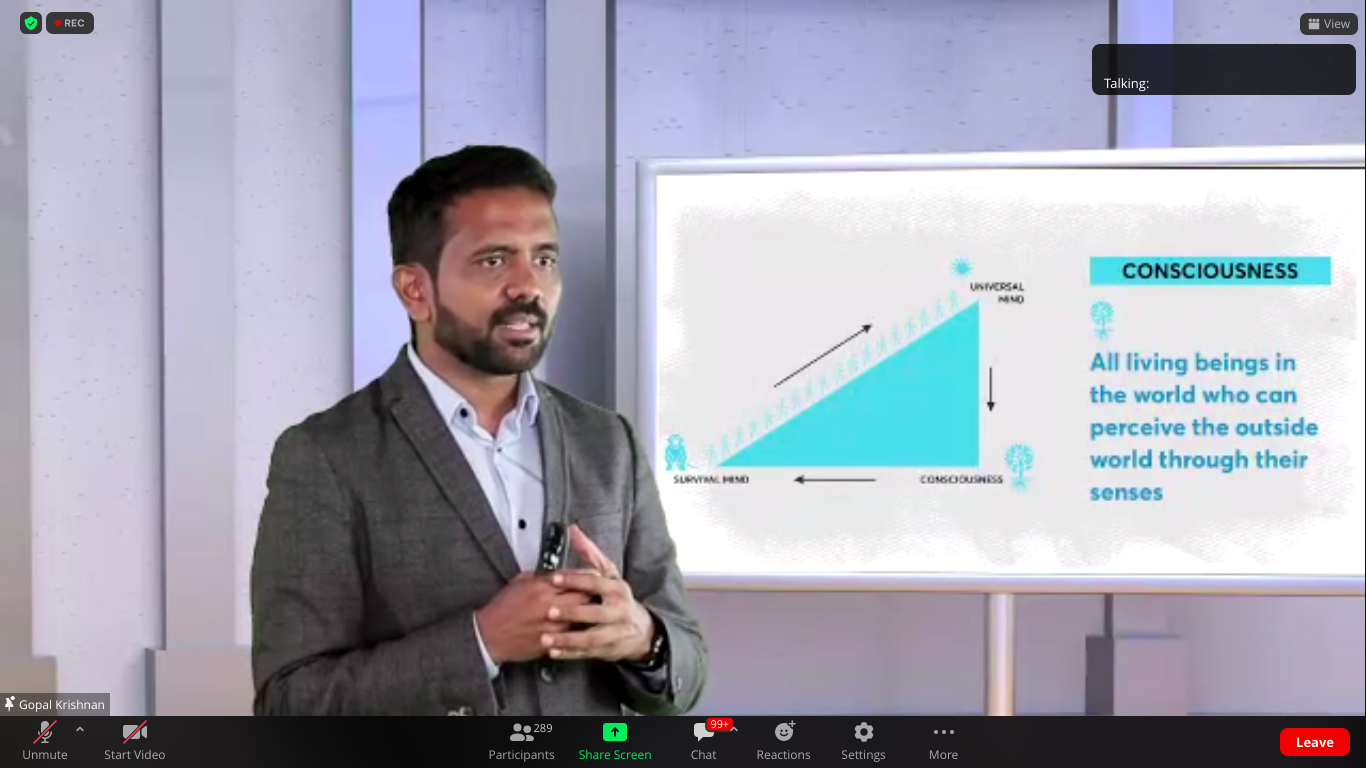 REC
View
Talking:
CONSCIOUSNESS
UNIVERSAL
MIND
All living beings in
the world who can
perceive the outside
world through their
senses
SURVIVAL MIND
CONSCIOUSNESS
Gopal Krishnan
Unmute
Start Video
289
Participants
Share Screen
99+
Chat
Reactions
Settings
More
Leave